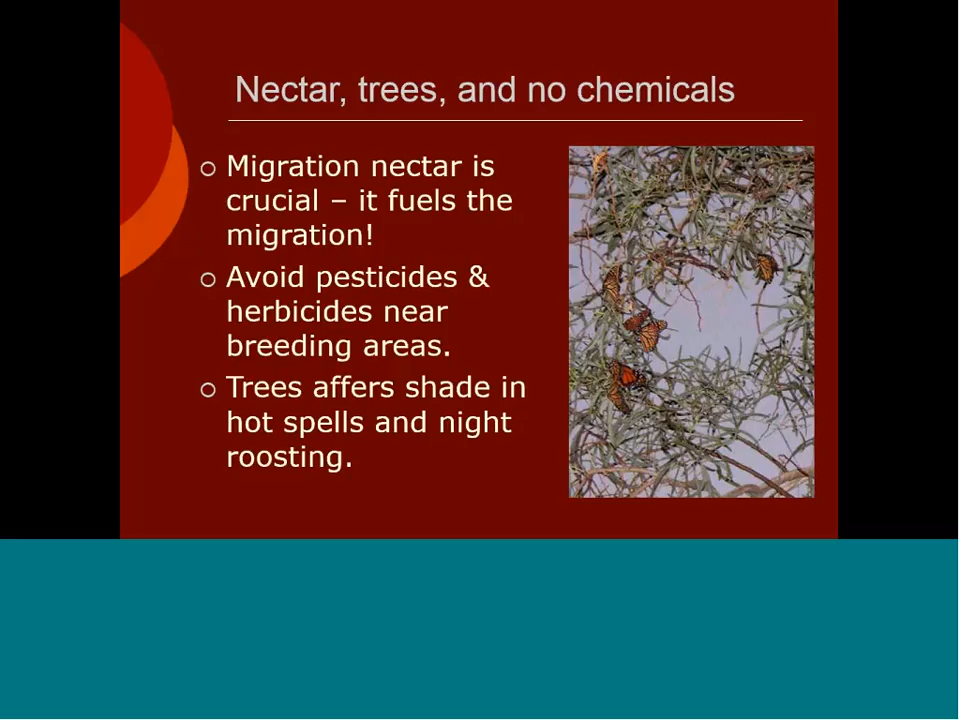 Nectar, trees, and no chemicals
Migration nectar is
crucial – it fuels the
migration!
Avoid pesticides &
herbicides near
breeding areas.
Trees affers shade in
hot spells and night
roosting.